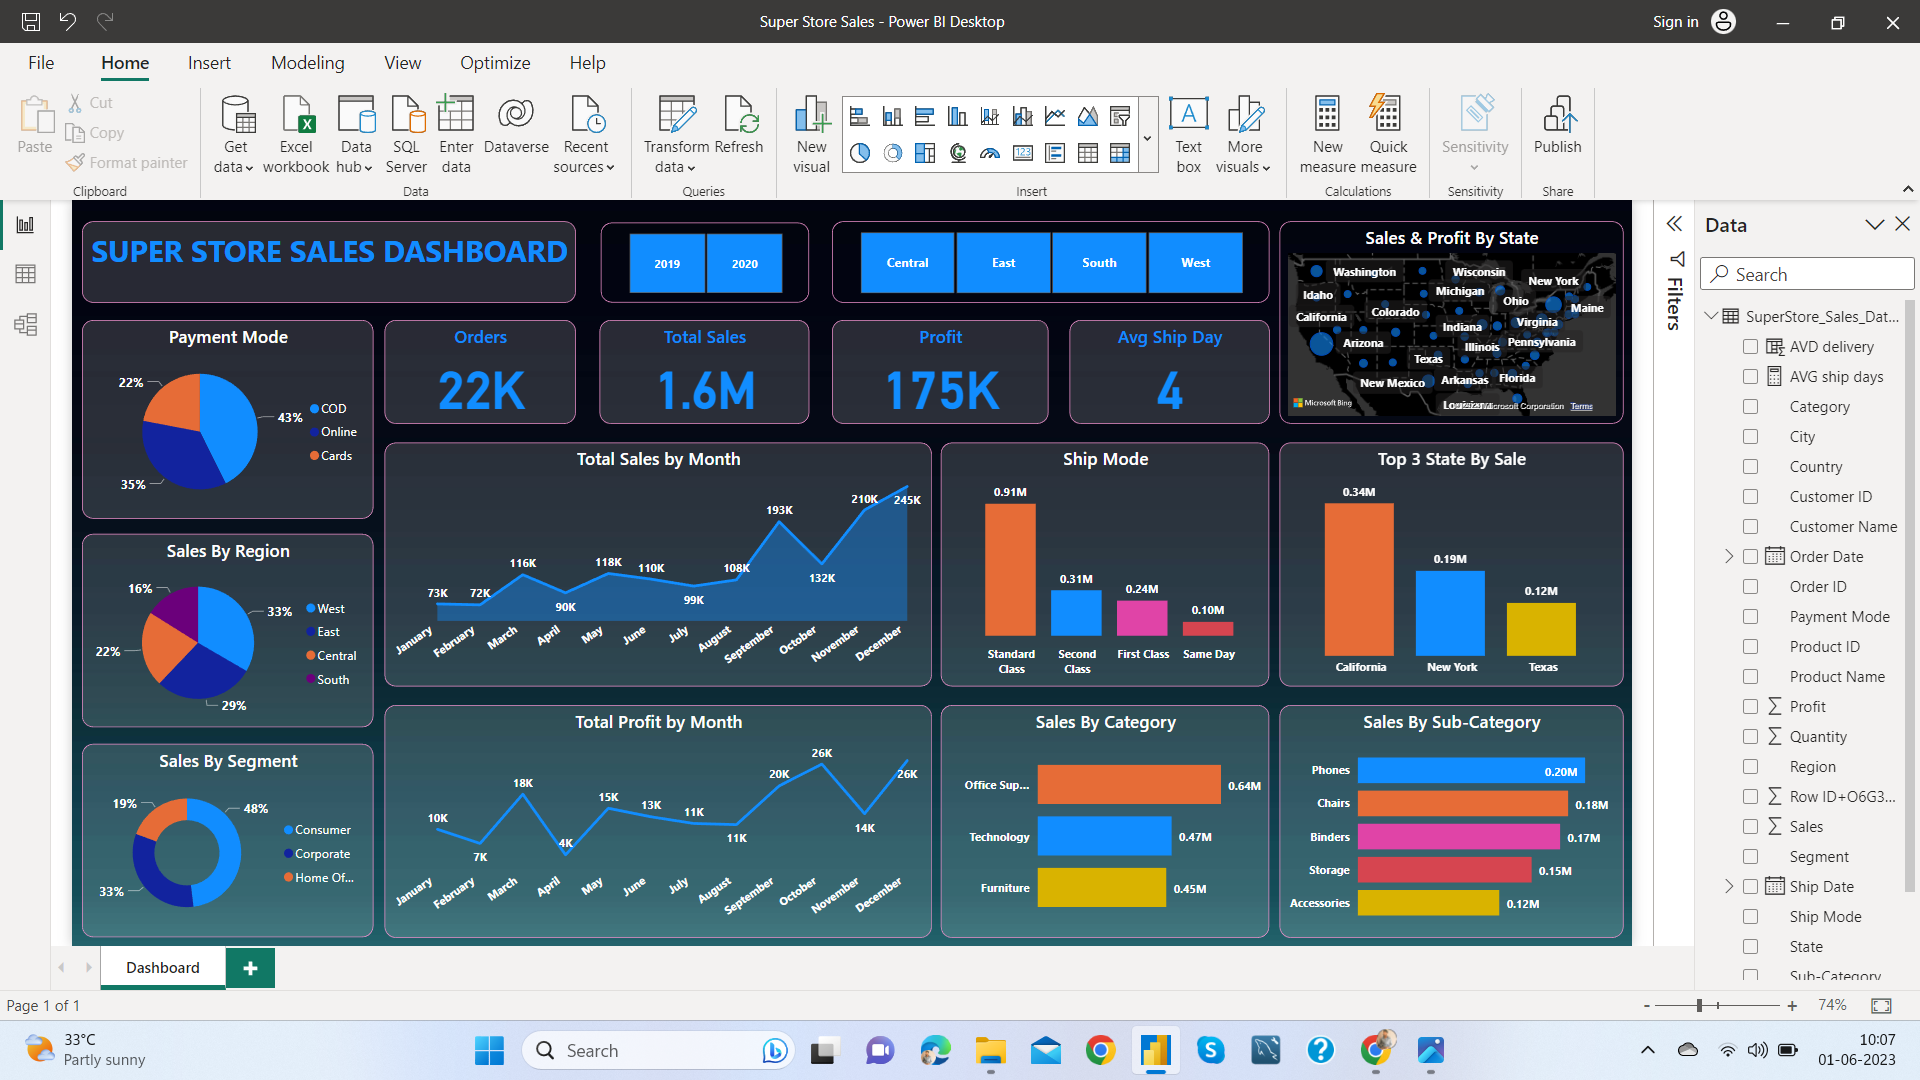 Super Store Sales - Power BI Desktop
Sign in
File Home Insert Modeling View Optimize Help
Paste
Cut
Copy
Format painter
Clipboard
Get data
Excel workbook
Data hub
SQL Server
Enter data
Dataverse
Recent sources
Data
Transform data
Refresh
Queries
New visual
123
Insert
A
Text box
More visuals
New measure
Quick measure
Calculations
Sensitivity
Sensitivity
Publish
Share
SUPER STORE SALES DASHBOARD
2019 2020
Central East South West
Sales & Profit By State
Washington
Wisconsin
New York
Idaho
Michigan
Ohio
Maine
California
Colorado
Indiana
Virginia
Arizona
Illinois
Pennsylvania
Texas
New Mexico
Arkansas
Florida
Microsoft Bing
Louisiana
Microsoft Corporation
Terms
Payment Mode
22%
43%
35%
COD
Online
Cards
Orders
22K
Total Sales
1.6M
Profit
175K
Avg Ship Day
4
Total Sales by Month
73K 72K 116K 90K 118K 110K 99K 108K 193K 132K 210K 245K
January February March April May June July August September October November December
Ship Mode
0.91M 0.31M 0.24M 0.10M
Standard Class
Second Class
First Class
Same Day
Top 3 State By Sale
0.34M 0.19M 0.12M
California New York Texas
Sales By Region
16%
33%
22%
29%
West
East
Central
South
Sales By Segment
19%
48%
33%
Consumer
Corporate
Home Of...
Total Profit by Month
10K 7K 18K 4K 15K 13K 11K 11K 20K 26K 14K 26K
January February March April May June July August September October November December
Sales By Category
Office Sup... 0.64M
Technology 0.47M
Furniture 0.45M
Sales By Sub-Category
Phones 0.20M
Chairs 0.18M
Binders 0.17M
Storage 0.15M
Accessories 0.12M
Filters
Data
Search
SuperStore_Sales_Dat...
AVD delivery
AVG ship days
Category
City
Country
Customer ID
Customer Name
Order Date
Order ID
Payment Mode
Product ID
Product Name
Profit
Quantity
Region
Row ID+O6G3...
Sales
Segment
Ship Date
Ship Mode
State
Sub-Category
Dashboard
Page 1 of 1
74%
33°C
Partly sunny
Search
10:07
01-06-2023